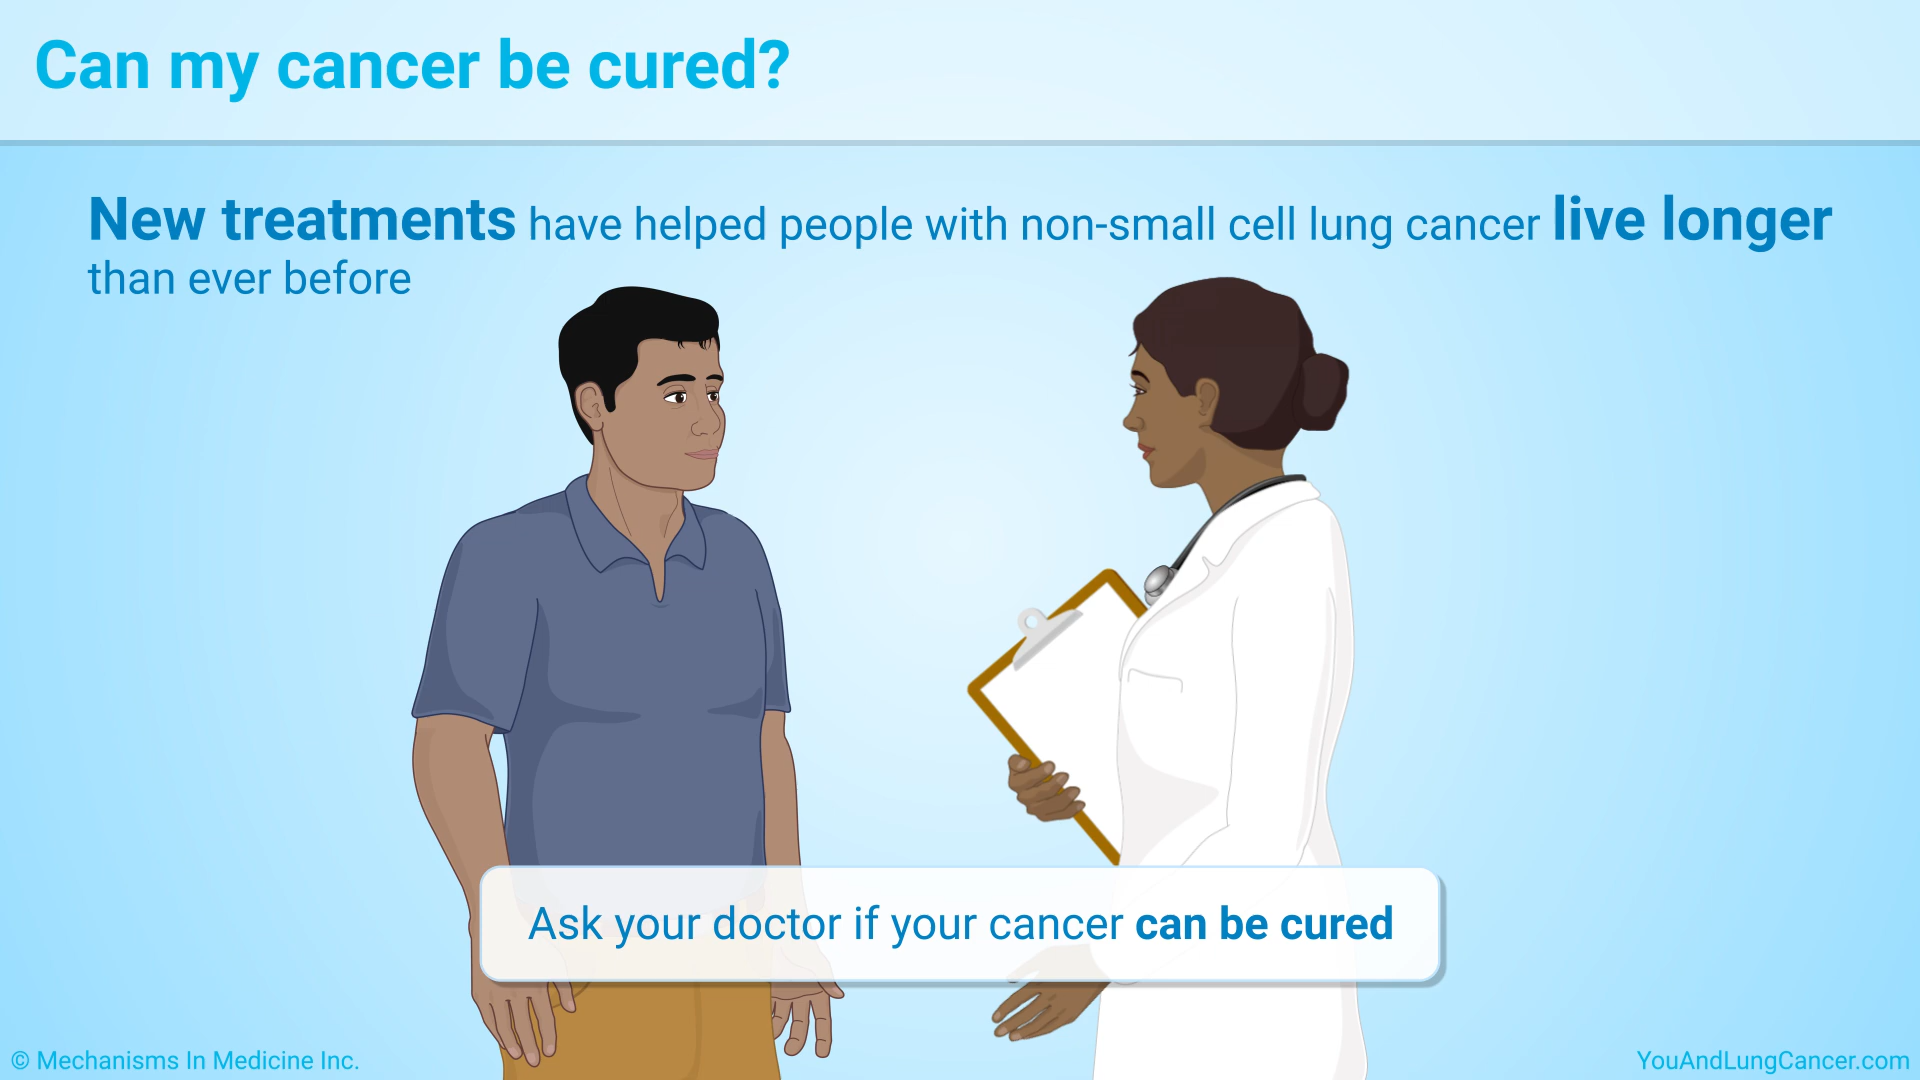 Can my cancer be cured?
New treatments have helped people with non-small cell lung cancer live longer
than ever before
Ask your doctor if your cancer can be cured
© Mechanisms In Medicine Inc.
YouAndLungCancer.com